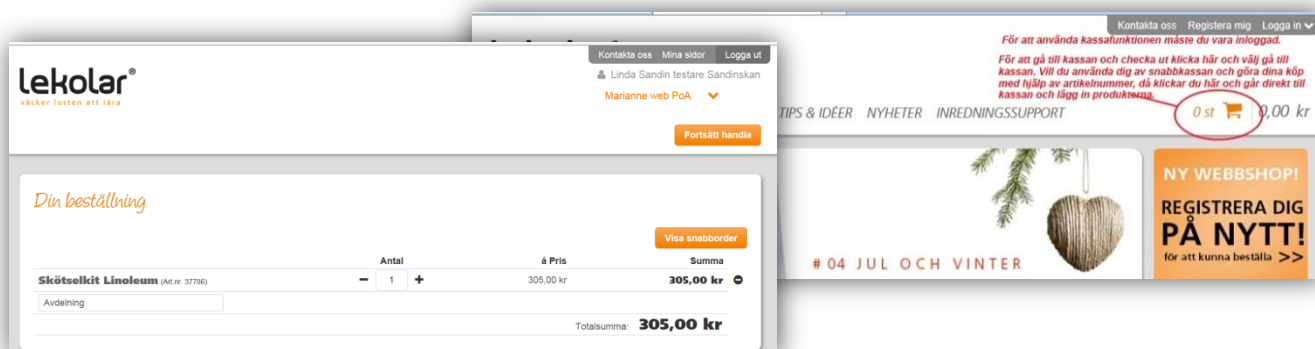 Kontakta oss Mina sidor Logga ut
lekolar®
väcker lusten att lära
Linda Sandin testare Sandinskan
Marianne web PoA
Fortsätt handla
Din beställning
Visa snabborder
Antal á Pris Summa
Skötselkit Linoleum (Art.nr. 37786) 1 305,00 kr 305,00 kr
Avdelning
Totalsumma: 305,00 kr
Kontakta oss Registera mig Logga in
För att använda kassafunktionen måste du vara inloggad.
För att gå till kassan och checka ut klicka här och välj gå till
kassan. Vill du använda dig av snabbkassan och göra dina köp
med hjälp av artikelnummer, då klickar du här och går direkt till
kassan och lägg in produkterna.
TIPS & IDÉER NYHETER INREDNINGSSUPPORT 0 st 0,00 kr
# 04 JUL OCH VINTER
NY WEBBSHOP!
REGISTRERA DIG
PÅ NYTT!
för att kunna beställa >>